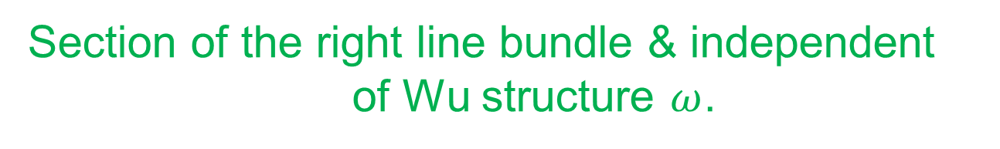 Section of the right line bundle & independent
of Wu structure ω.